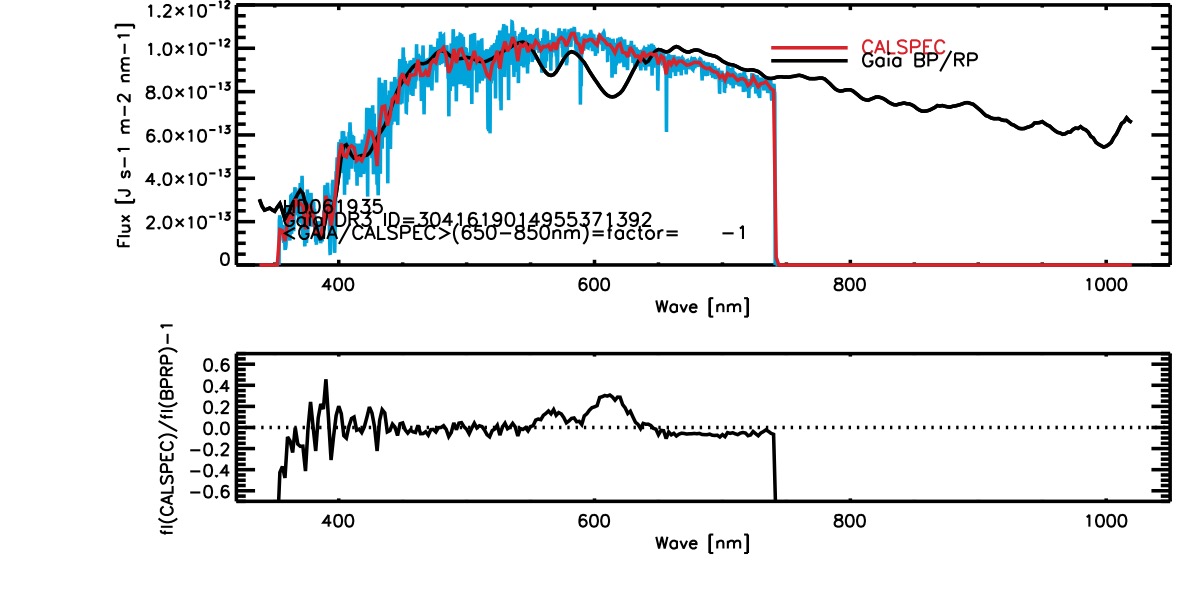 1.2×10−12
1.0×10−12
8.0×10−13
6.0×10−13
4.0×10−13
2.0×10−13
0
Flux [J s−1 m−2 nm−1]
CALSPEC
Gaia BP/RP
HD061935
Gaia DR3 ID=3041619014955371392
<GAIA/CALSPEC>(650−850nm)=factor= −1
400 600 800 1000
Wave [nm]
0.6
0.4
0.2
0.0
−0.2
−0.4
−0.6
fl(CALSPEC)/fl(BPRP)−1
400 600 800 1000
Wave [nm]